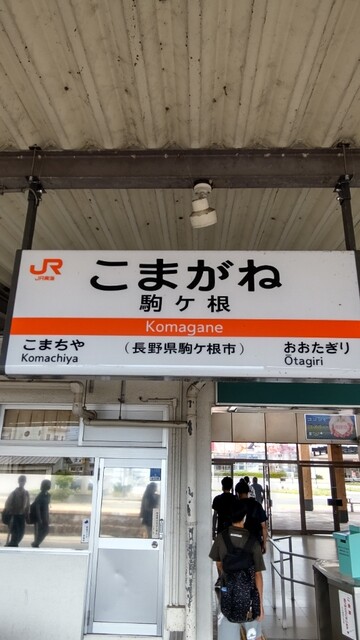 JR
JR東海
こまがね
駒ケ根
Komagane
こまちや
Komachiya
（長野県駒ケ根市）
おおたぎり
Ōtagiri